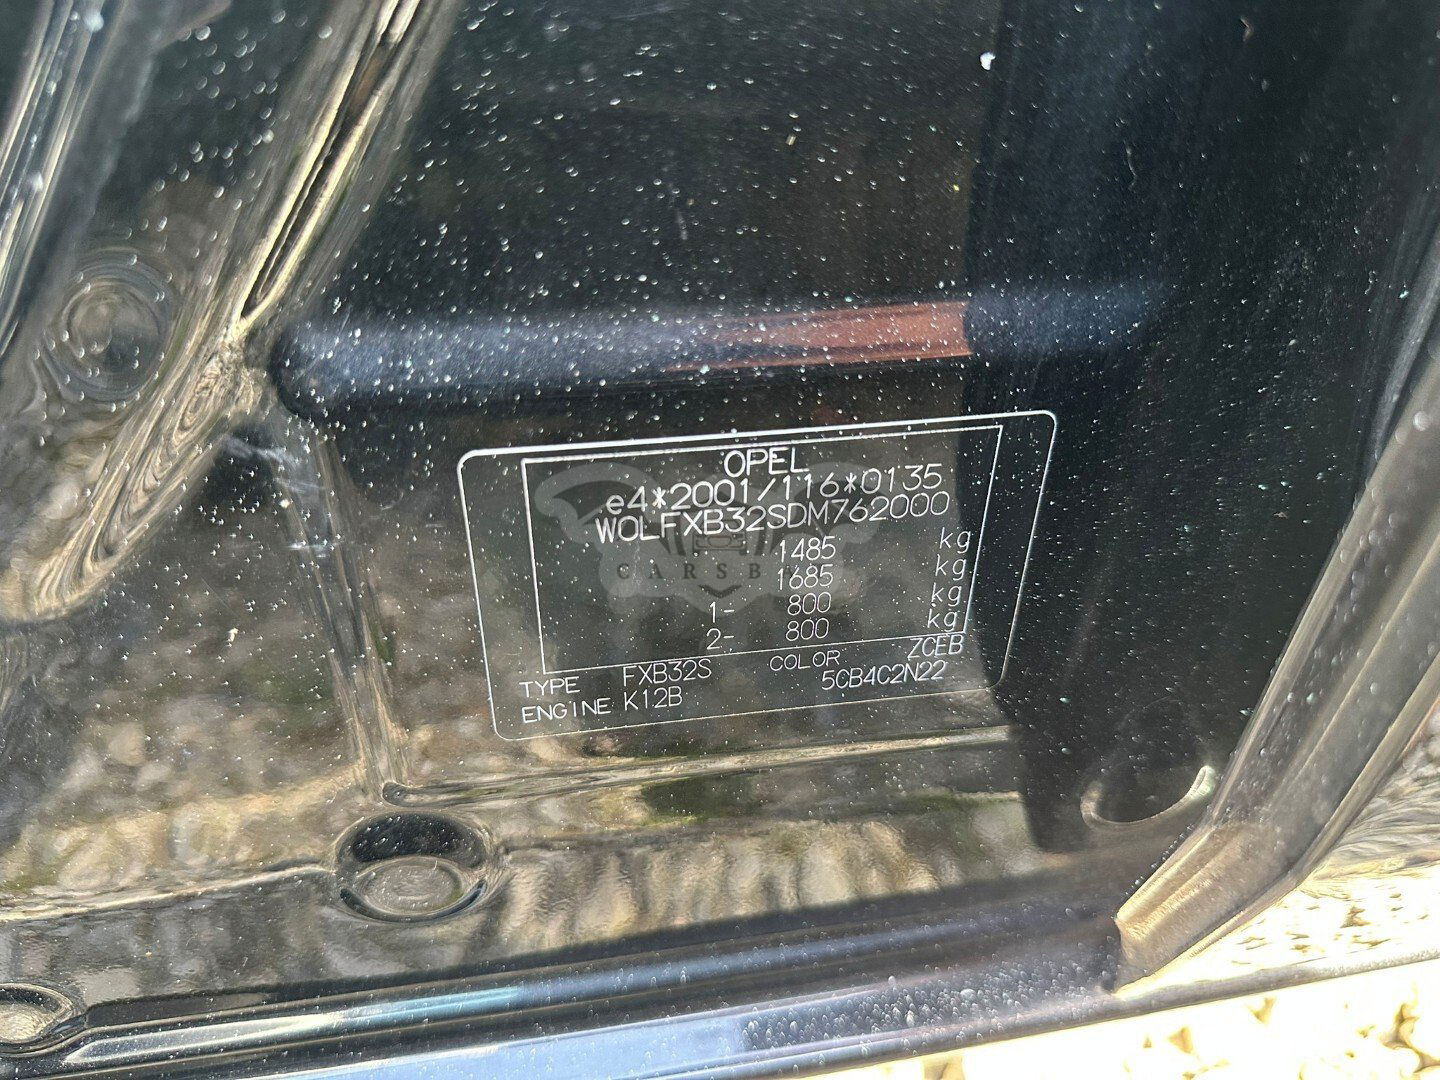 OPEL
e4*2001/116*0135
WOLFXB32SDM762000
1485 kg
1685 kg
1- 800 kg
2- 800 kg
TYPE FXB32S COLOR ZCEB
ENGINE K12B 5CB4C2N22
CARSB